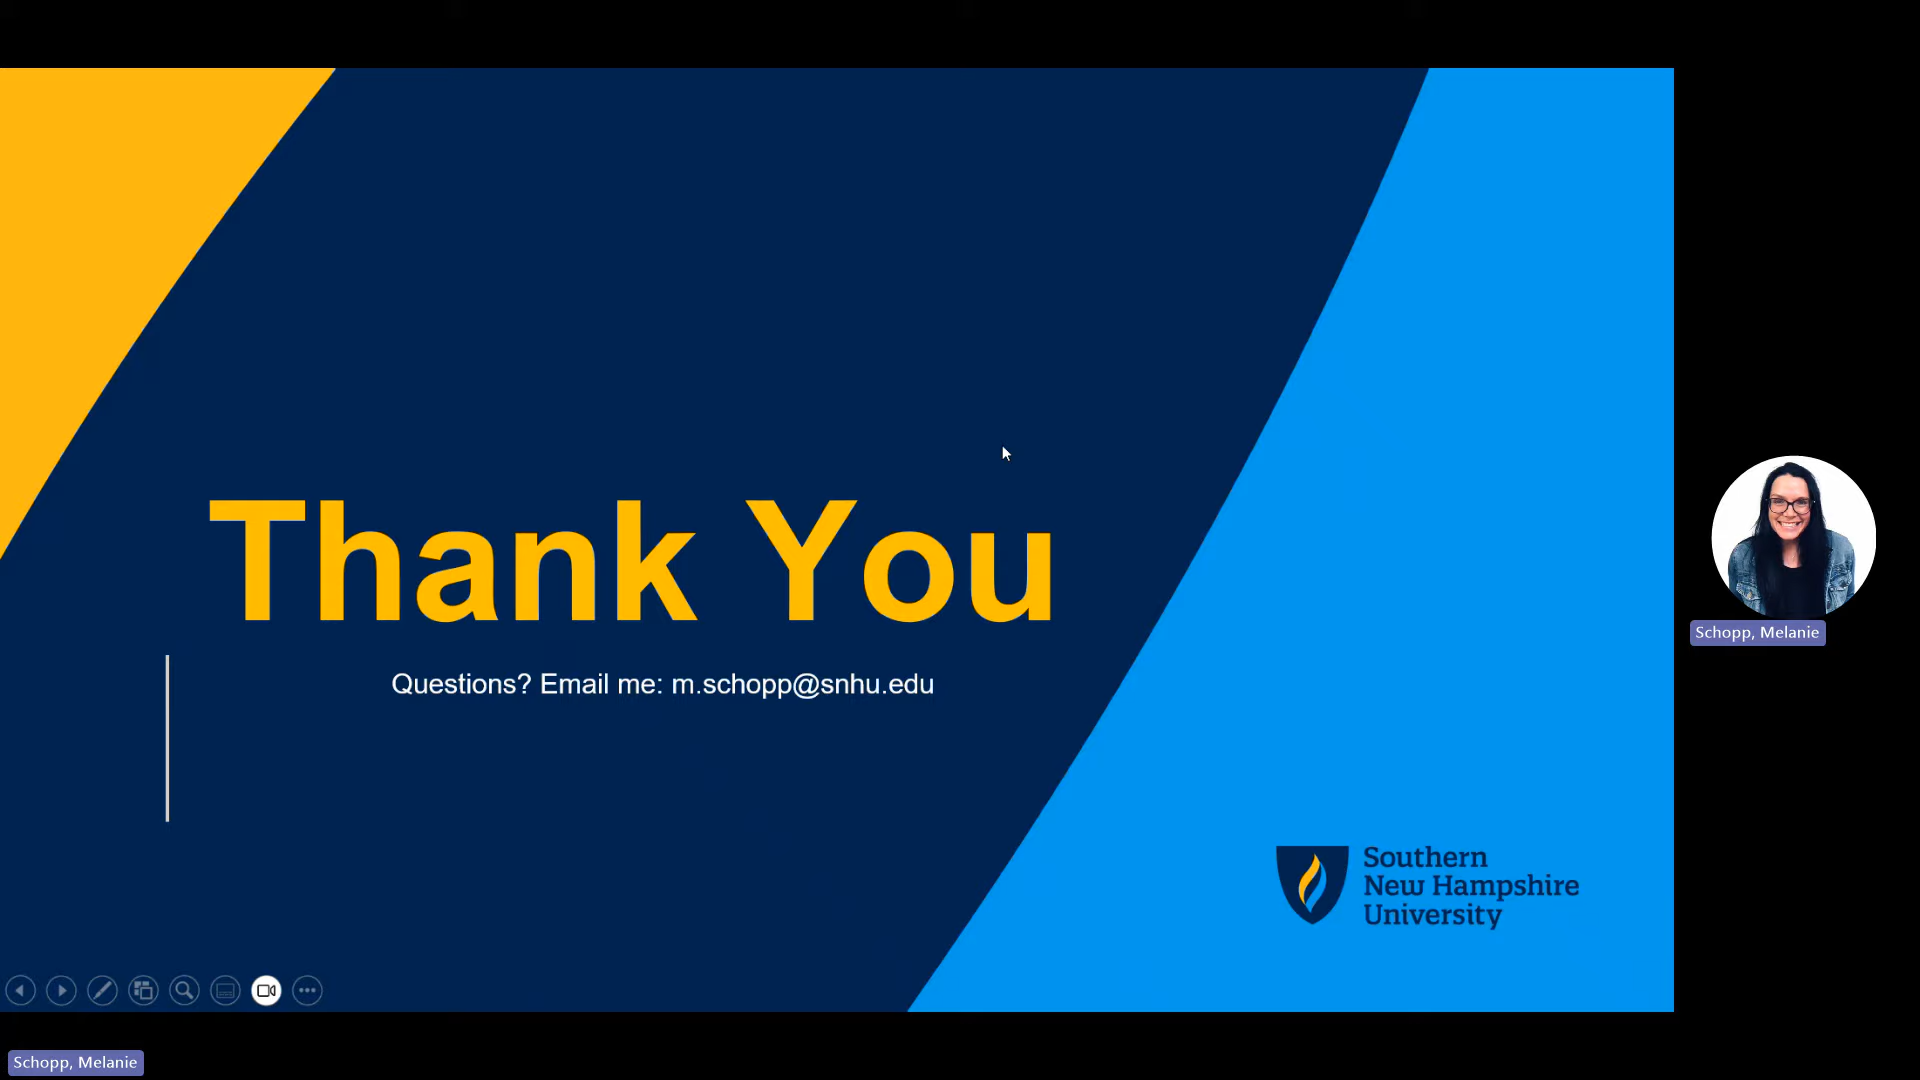 Thank You
Questions? Email me: m.schopp@snhu.edu
Southern
New Hampshire
University
Schopp, Melanie
Schopp, Melanie